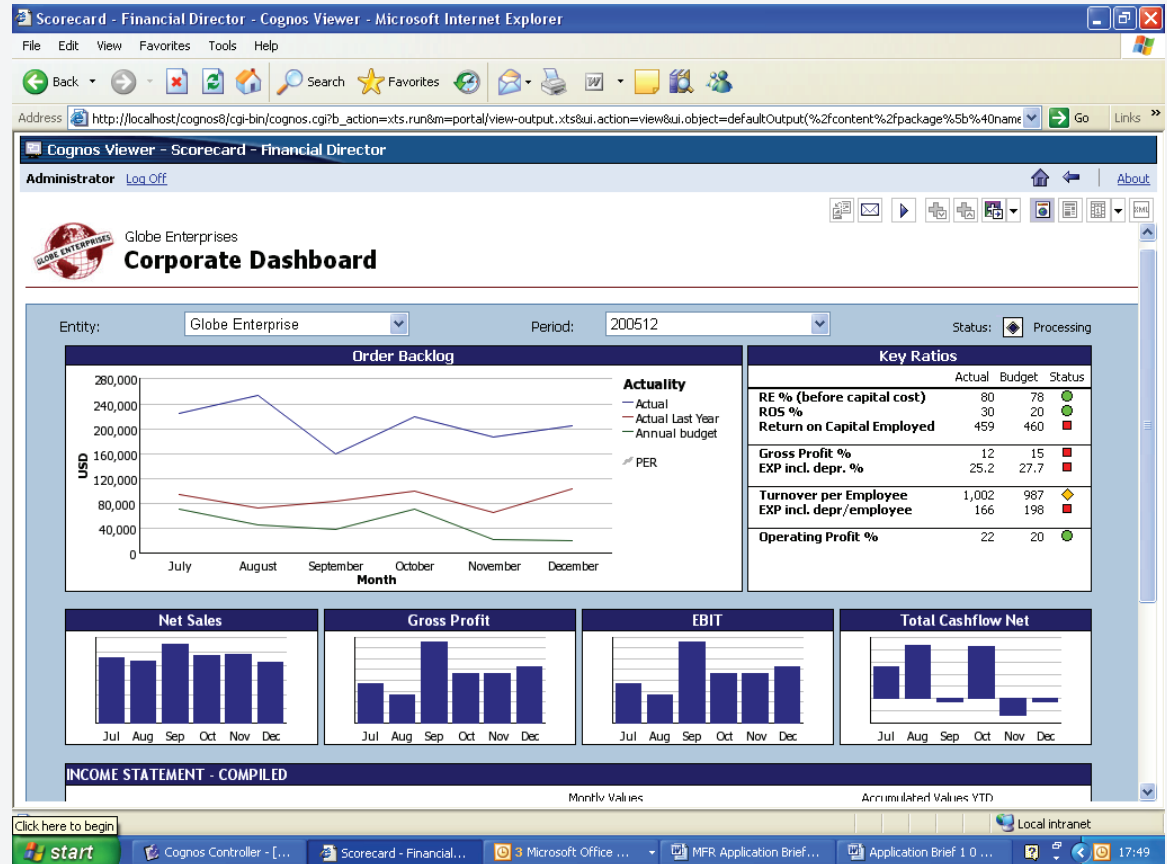 Scorecard - Financial Director - Cognos Viewer - Microsoft Internet Explorer
File Edit View Favorites Tools Help
Back Search Favorites
Address http://localhost/cognos8/cgi-bin/cognos.cgi?b_action=xts.run&m=portal/view-output.xts&ui.action=view&ui.object=defaultOutput(%2fcontent%2fpackage%5b%40name Go Links »
Cognos Viewer - Scorecard - Financial Director
Administrator Log Off About
XML
GLOBE ENTERPRISES
Globe Enterprises
Corporate Dashboard
Entity: Globe Enterprise Period: 200512 Status: Processing
Order Backlog
280,000
240,000
200,000
160,000
120,000
80,000
40,000
0
USD
July August September October November December
Month
Actuality
Actual
Actual Last Year
Annual budget
PER
Key Ratios
Actual Budget Status
RE % (before capital cost) 80 78
ROS % 30 20
Return on Capital Employed 459 460
Gross Profit % 12 15
EXP incl. depr. % 25.2 27.7
Turnover per Employee 1,002 987
EXP incl. depr/employee 166 198
Operating Profit % 22 20
Net Sales
Jul Aug Sep Oct Nov Dec
Gross Profit
Jul Aug Sep Oct Nov Dec
EBIT
Jul Aug Sep Oct Nov Dec
Total Cashflow Net
Jul Aug Sep Oct Nov Dec
INCOME STATEMENT - COMPILED
Montly Values Accumulated Values YTD
Click here to begin
Local intranet
start Cognos Controller - [... Scorecard - Financial... 3 Microsoft Office ... MFR Application Brief... Application Brief 1 0 ... 17:49